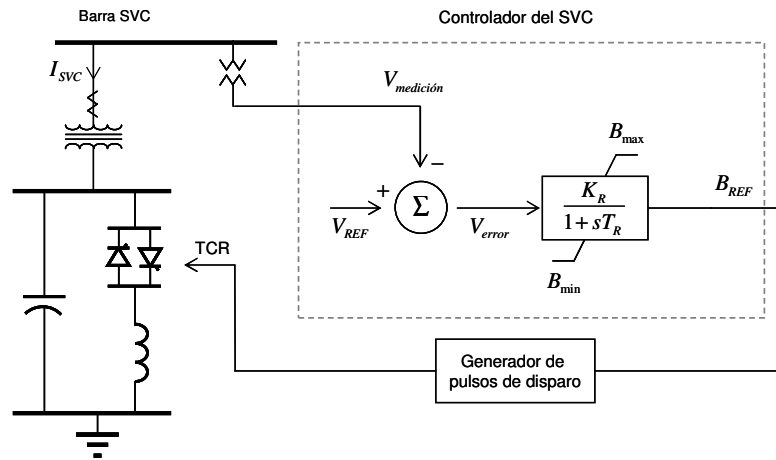 Barra SVC
Controlador del SVC
I_SVC
V_medición
B_max
−
+
Σ
K_R
1 + sT_R
B_REF
V_REF
V_error
B_min
TCR
Generador de
pulsos de disparo